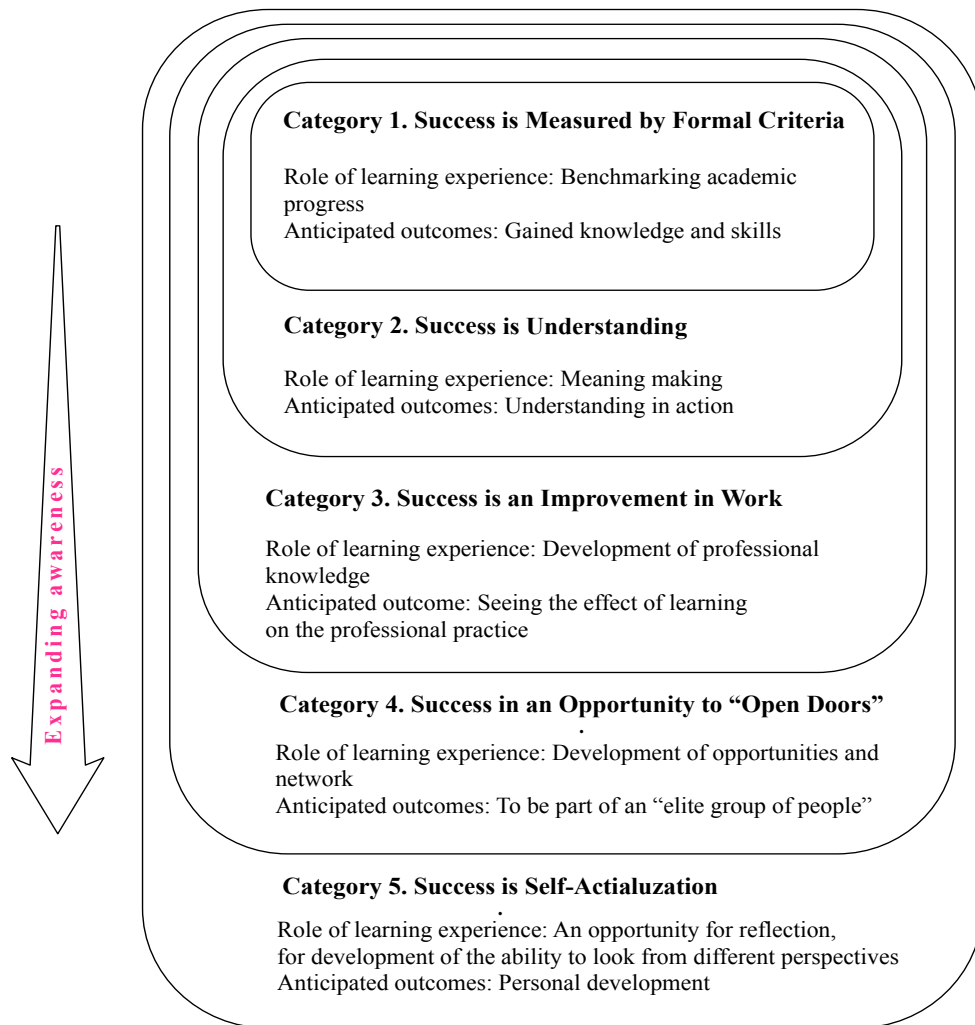 Category 1. Success is Measured by Formal Criteria
Role of learning experience: Benchmarking academic
progress
Anticipated outcomes: Gained knowledge and skills
Category 2. Success is Understanding
Role of learning experience: Meaning making
Anticipated outcomes: Understanding in action
Category 3. Success is an Improvement in Work
Role of learning experience: Development of professional
knowledge
Anticipated outcome: Seeing the effect of learning
on the professional practice
Category 4. Success in an Opportunity to “Open Doors”
.
Role of learning experience: Development of opportunities and
network
Anticipated outcomes: To be part of an “elite group of people”
Category 5. Success is Self-Actialuzation
.
Role of learning experience: An opportunity for reflection,
for development of the ability to look from different perspectives
Anticipated outcomes: Personal development
Expanding awareness